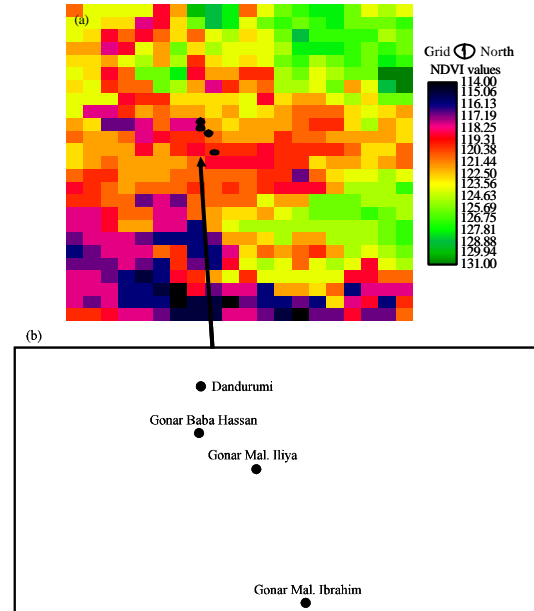 (a)
Grid North
NDVI values
114.00
115.06
116.13
117.19
118.25
119.31
120.38
121.44
122.50
123.56
124.63
125.69
126.75
127.81
128.88
129.94
131.00
(b)
Dandurumi
Gonar Baba Hassan
Gonar Mal. Iliya
Gonar Mal. Ibrahim